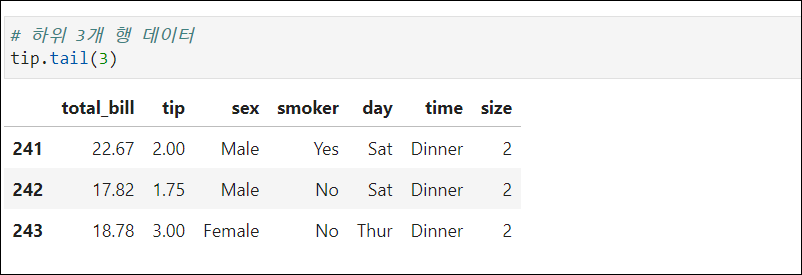 # 하위 3개 행 데이터
tip.tail(3)
total_bill tip sex smoker day time size
241 22.67 2.00 Male Yes Sat Dinner 2
242 17.82 1.75 Male No Sat Dinner 2
243 18.78 3.00 Female No Thur Dinner 2